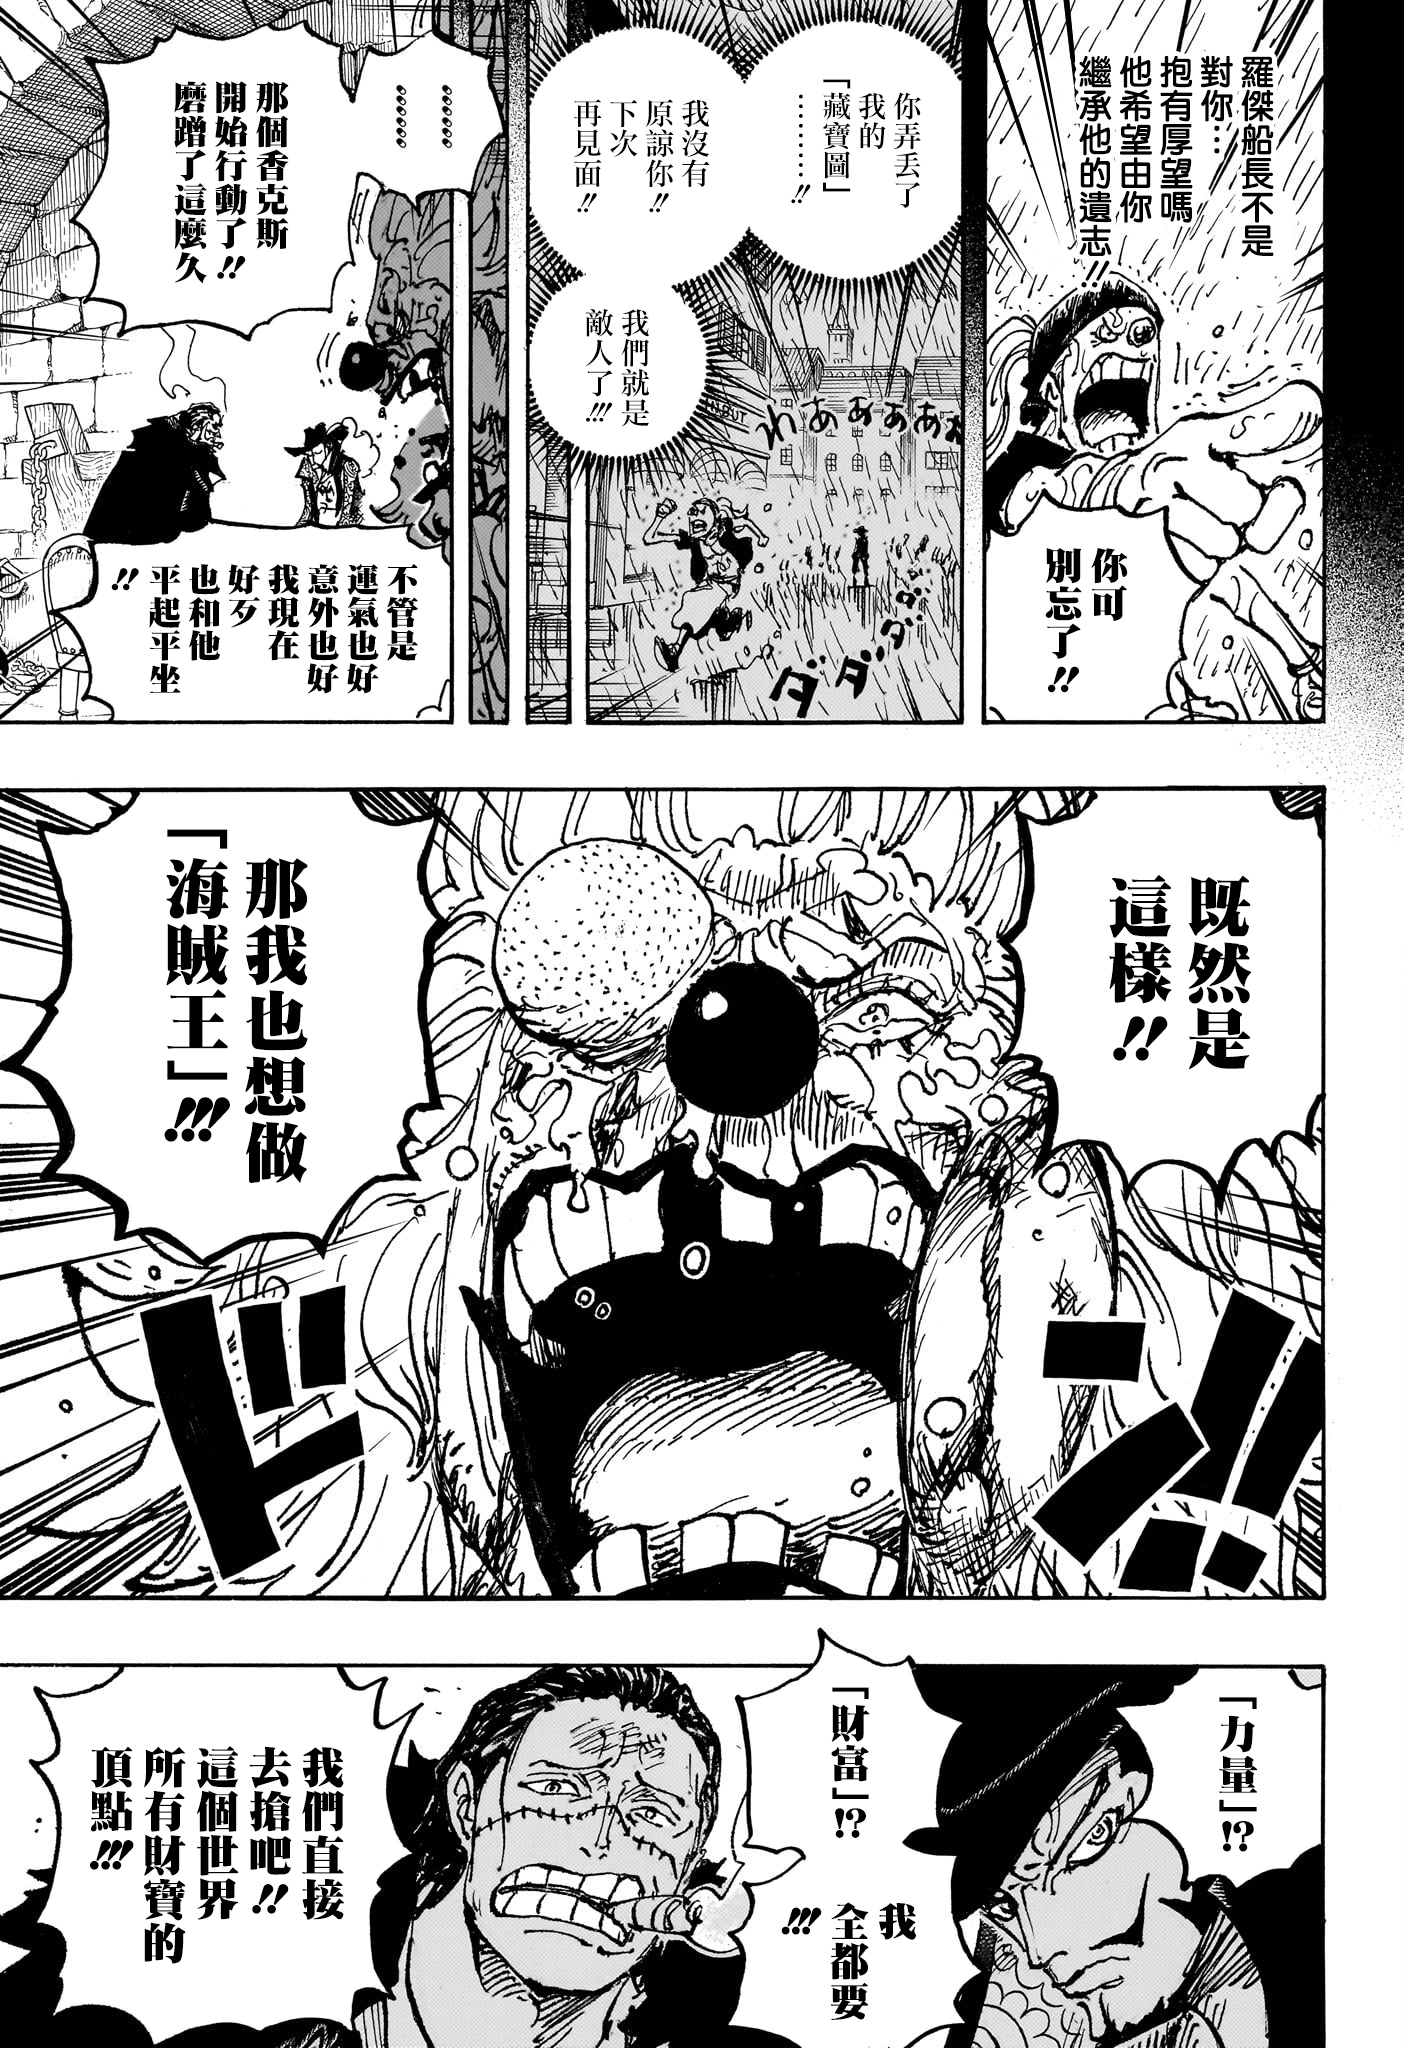 羅傑船長不是
對你…
抱有厚望嗎
他希望由你
繼承他的遺志!!
你可
別忘了!!
你弄丟了
我的
「藏寶圖」
………!!
我沒有
原諒你!!
下次
再見面!!
我們就是
敵人了!!!
わあああああん
ダダダダ
………
………
那個香克斯
開始行動了!!
磨蹭了這麼久
不管是
運氣也好
意外也好
我現在
好歹
也和他
平起平坐
!!
既然是
這樣!!
那我也想做
「海賊王」!!!
ドン!!
「力量」!?
「財富」!?
我
全都要
!!!
我們直接
去搶吧!!
這個世界
所有財寶的
頂點!!!